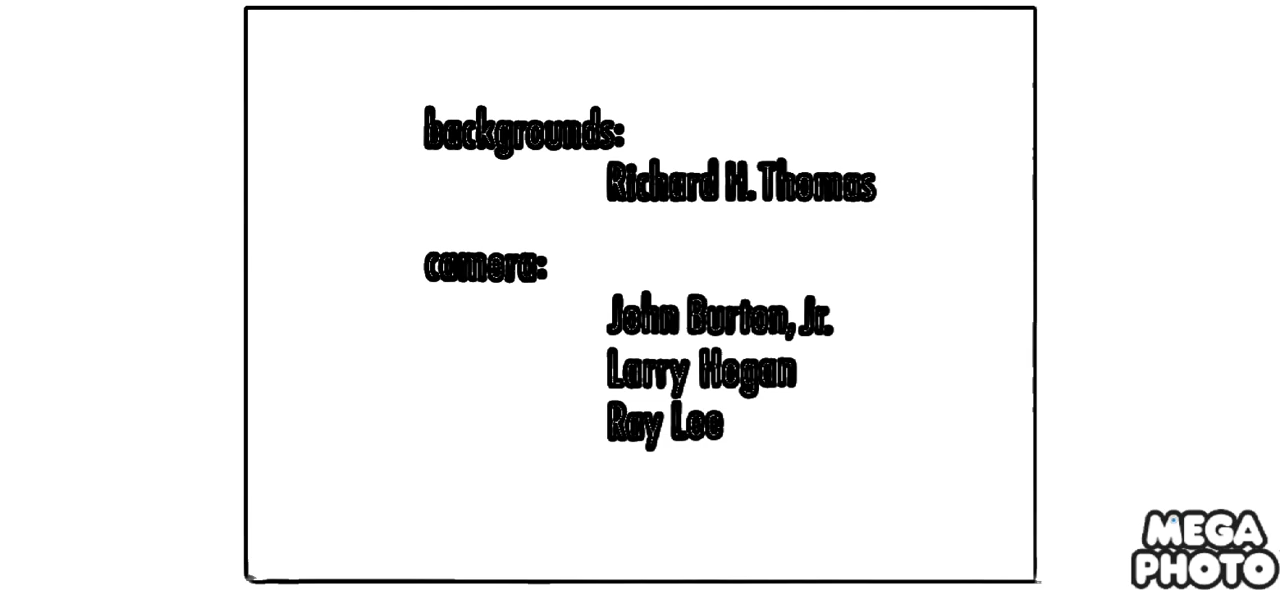 backgrounds:
Richard H. Thomas
camera:
John Burton, Jr.
Larry Hogan
Ray Lee
MEGA
PHOTO